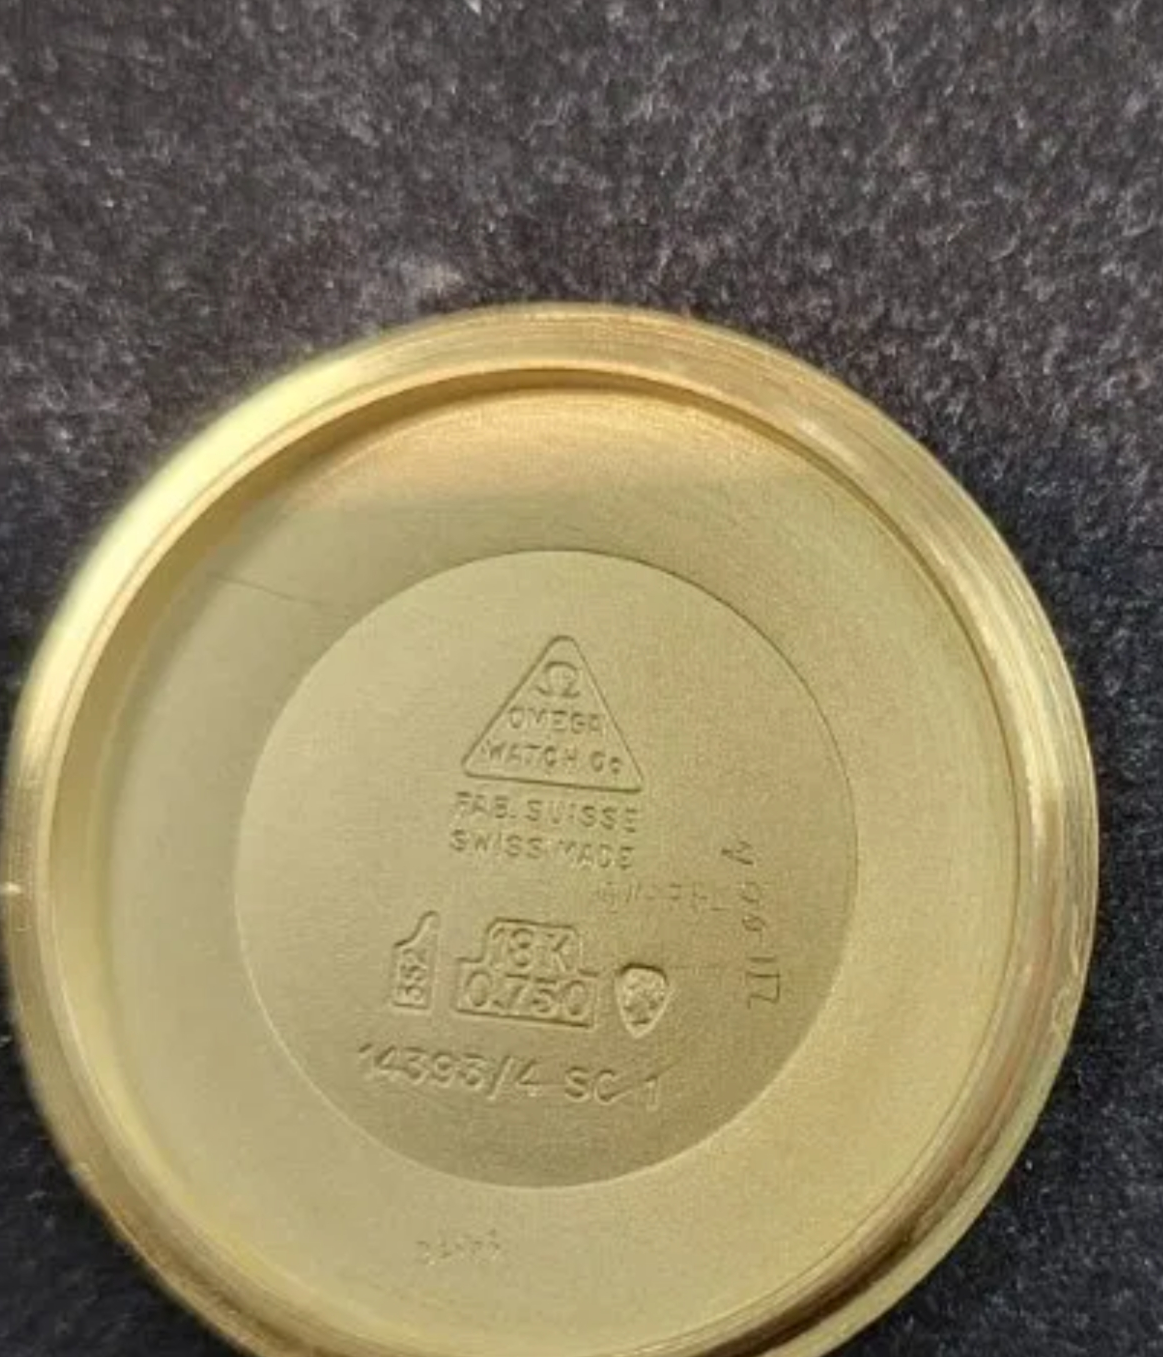 Ω
OMEGA
WATCH Co
FAB. SUISSE
SWISS MADE
18K
0.750
14393/4 SC 1